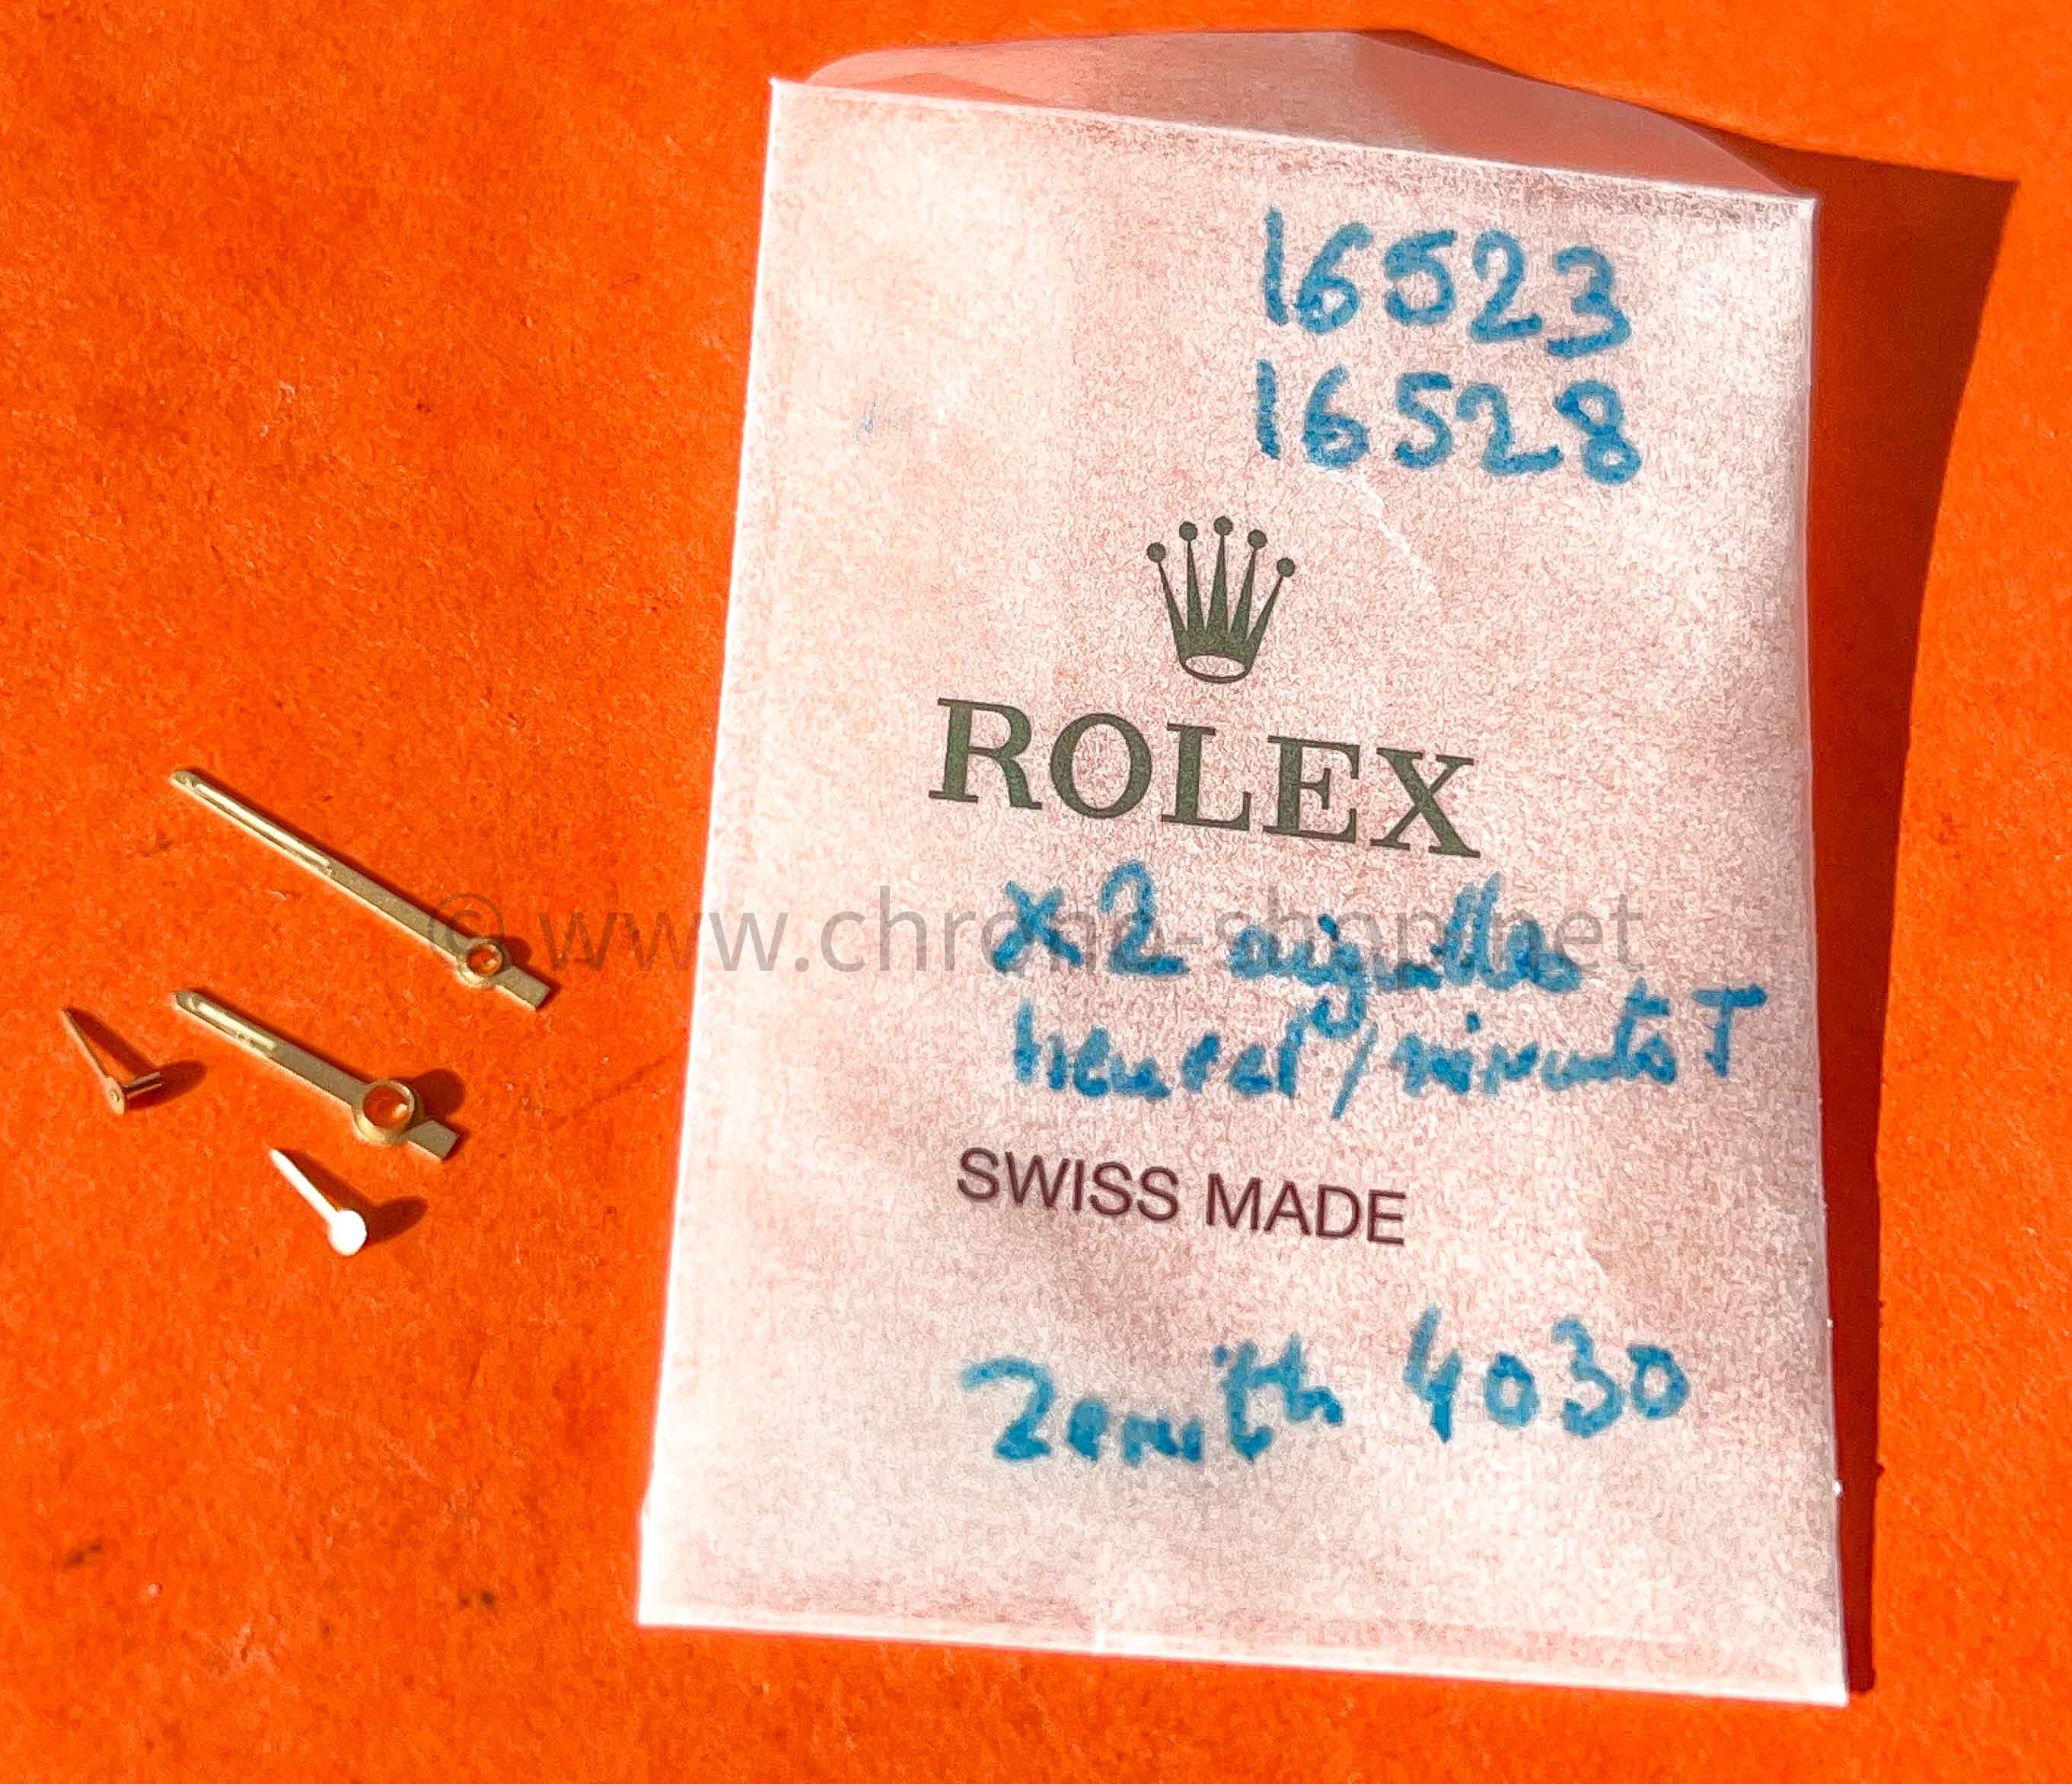 16523
16528
ROLEX
x2 aiguilles
© www.chrono-shop.net
heures/minutes T
SWISS MADE
Zenith 4030